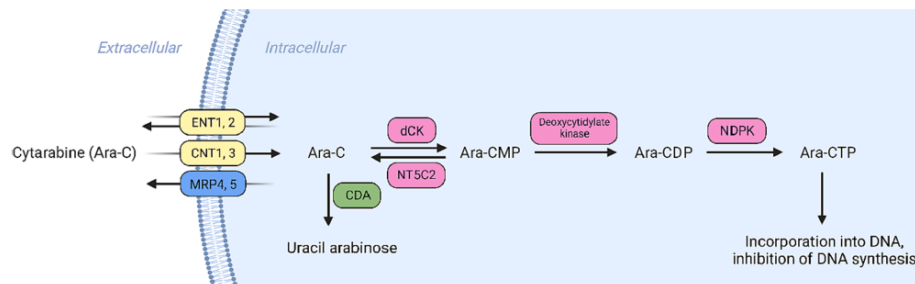 Extracellular
Intracellular
ENT1, 2
Cytarabine (Ara-C)
CNT1, 3
MRP4, 5
Ara-C
dCK
NT5C2
CDA
Uracil arabinose
Ara-CMP
Deoxycytidylate
kinase
Ara-CDP
NDPK
Ara-CTP
Incorporation into DNA,
inhibition of DNA synthesis